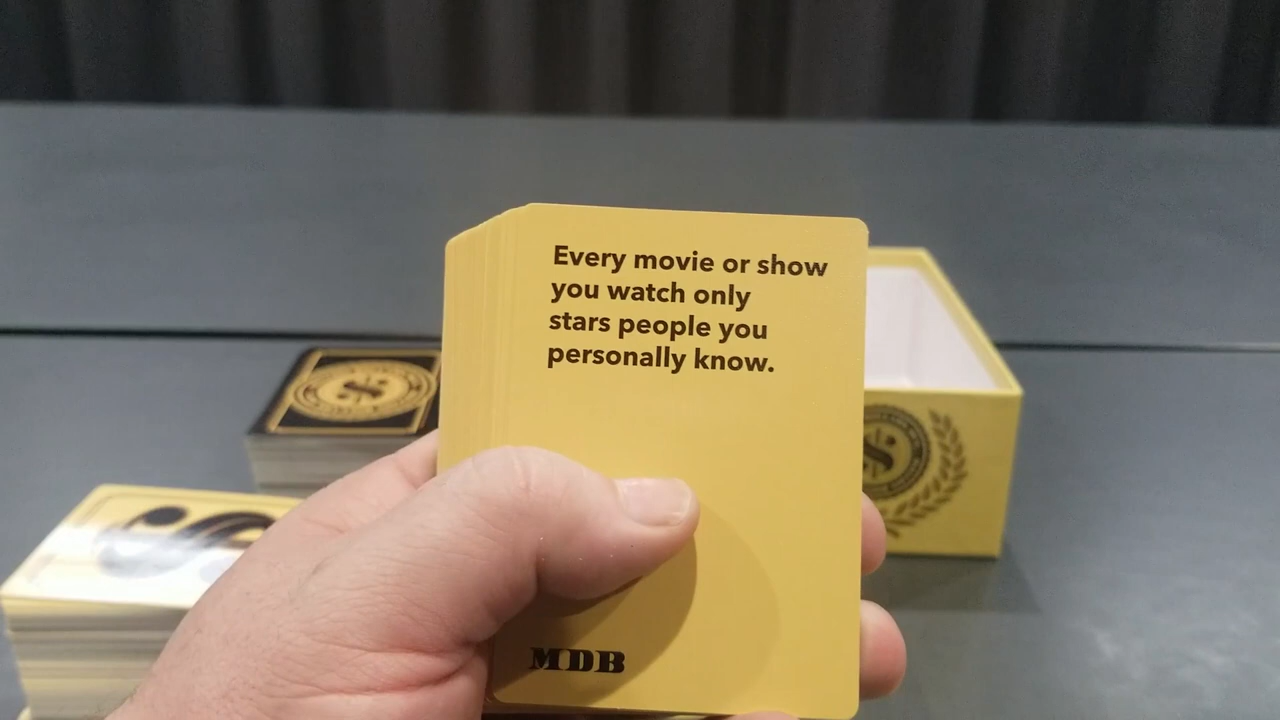 Every movie or show
you watch only
stars people you
personally know.
MDB